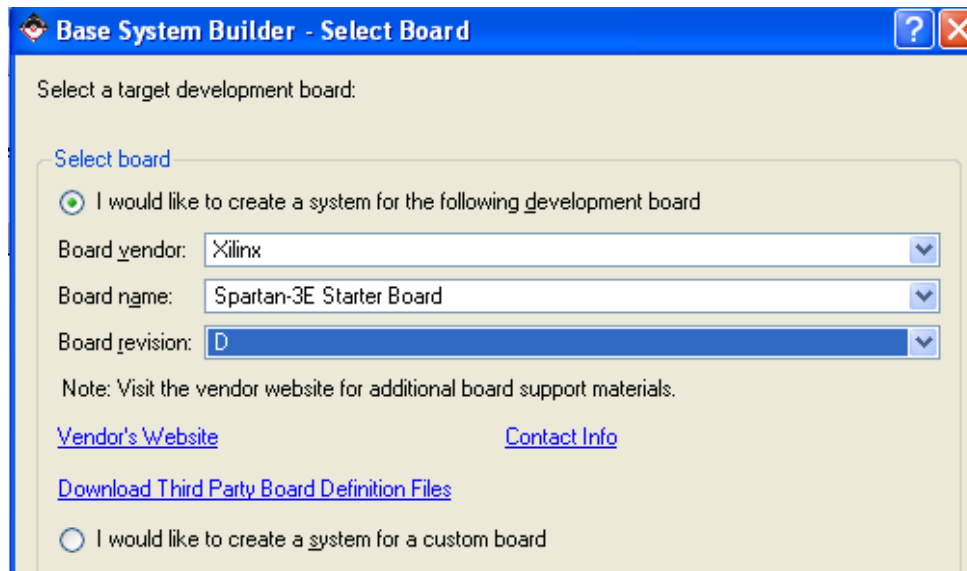 Base System Builder - Select Board
Select a target development board:
Select board
I would like to create a system for the following development board
Board vendor: Xilinx
Board name: Spartan-3E Starter Board
Board revision: D
Note: Visit the vendor website for additional board support materials.
Vendor's Website Contact Info
Download Third Party Board Definition Files
I would like to create a system for a custom board